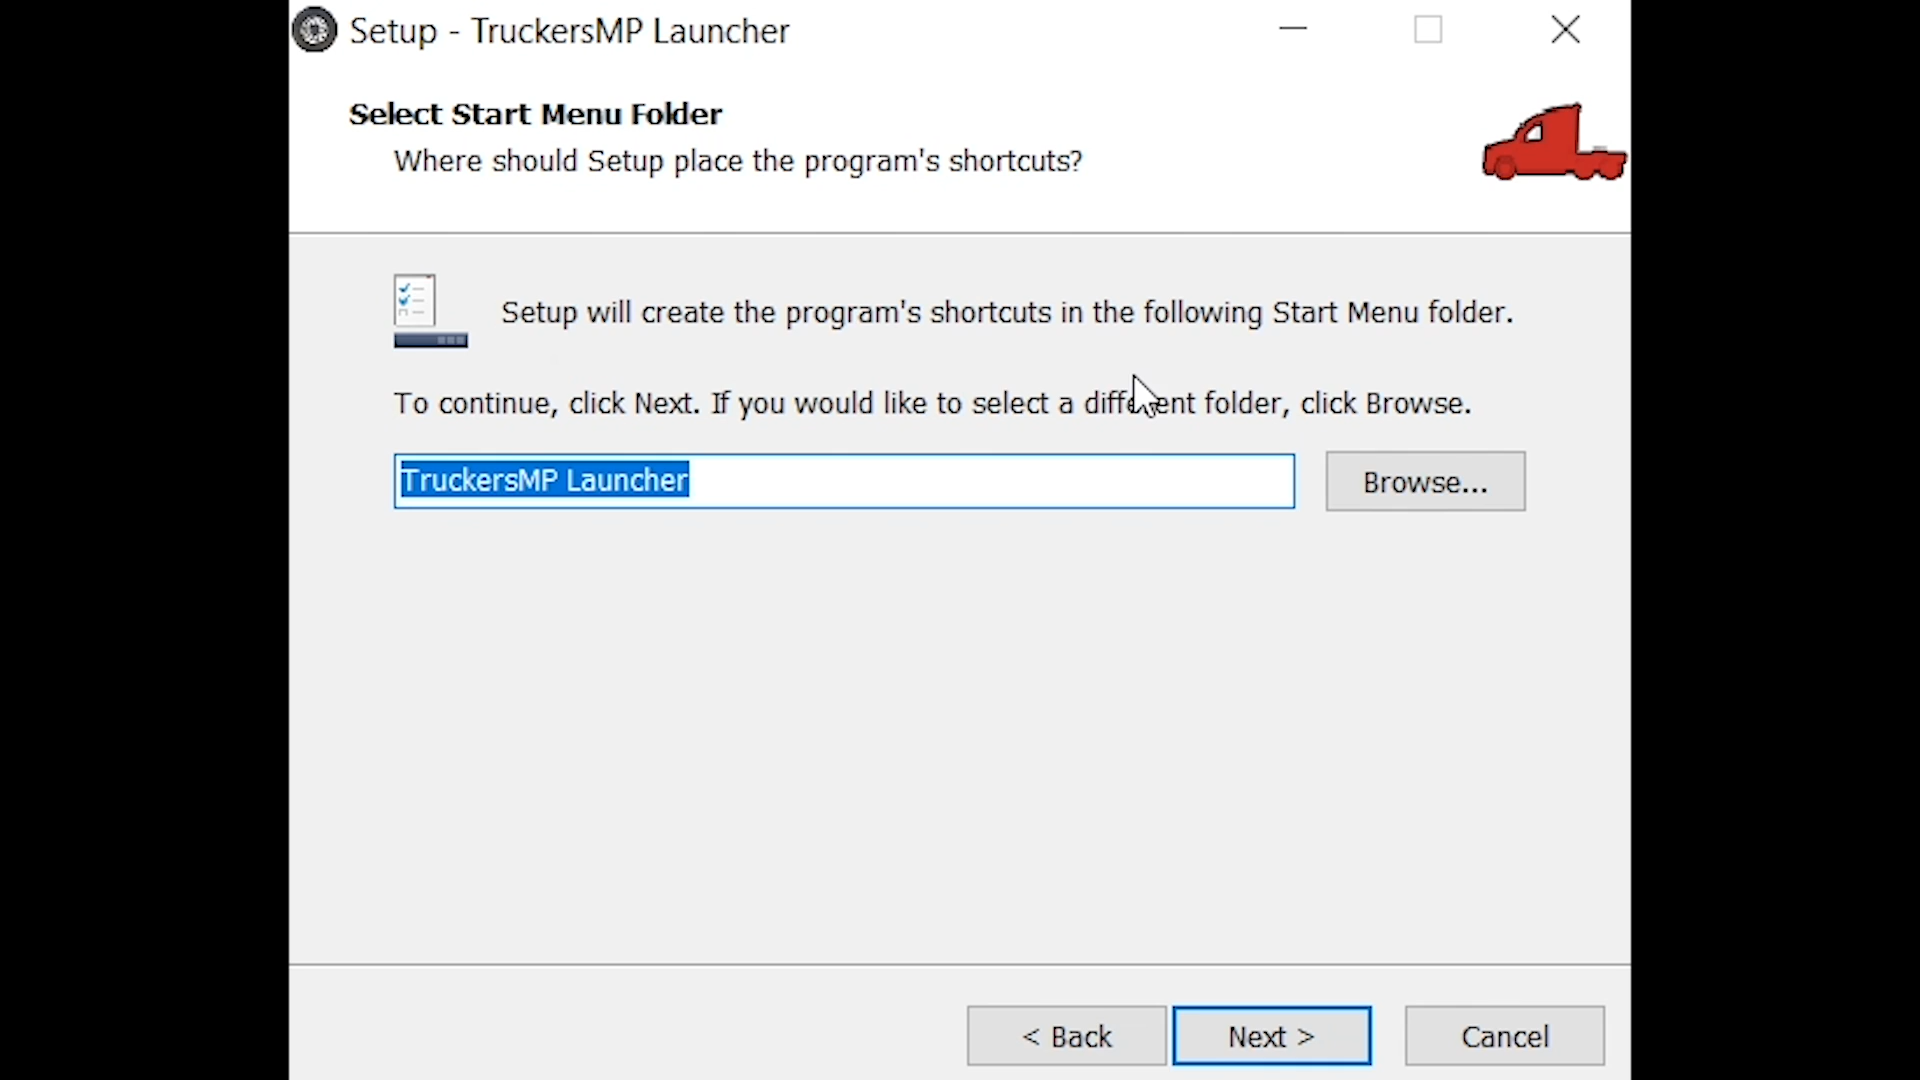 Setup - TruckersMP Launcher
Select Start Menu Folder
Where should Setup place the program's shortcuts?
Setup will create the program's shortcuts in the following Start Menu folder.
To continue, click Next. If you would like to select a different folder, click Browse.
TruckersMP Launcher
Browse...
< Back
Next >
Cancel